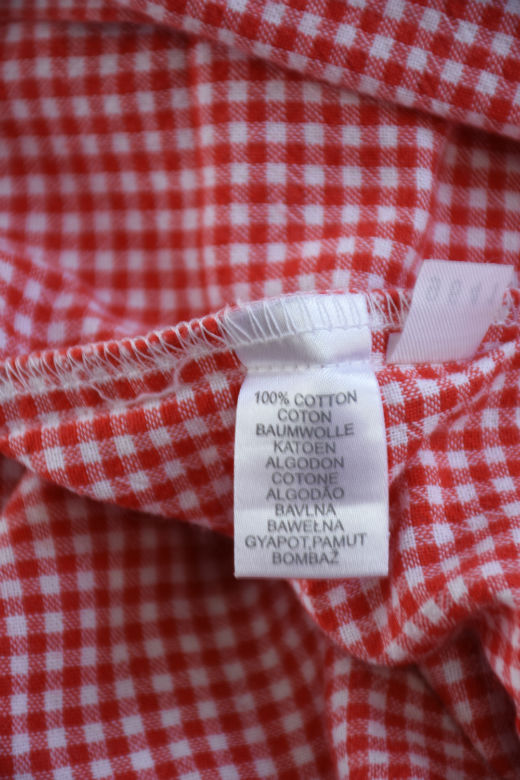 100% COTTON
COTON
BAUMWOLLE
KATOEN
ALGODON
COTONE
ALGODÃO
BAVLNA
BAWEŁNA
GYAPOT,PAMUT
BOMBAŽ